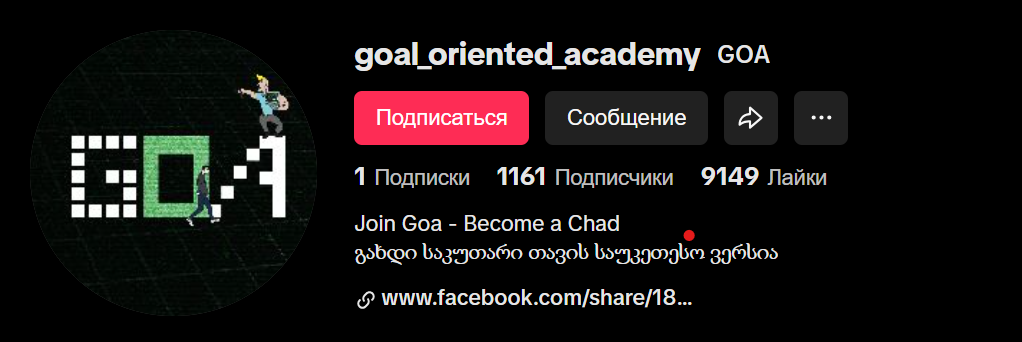 GOA
goal_oriented_academy GOA
Подписаться Сообщение
1 Подписки 1161 Подписчики 9149 Лайки
Join Goa - Become a Chad
გახდი საკუთარი თავის საუკეთესო ვერსია
www.facebook.com/share/18...